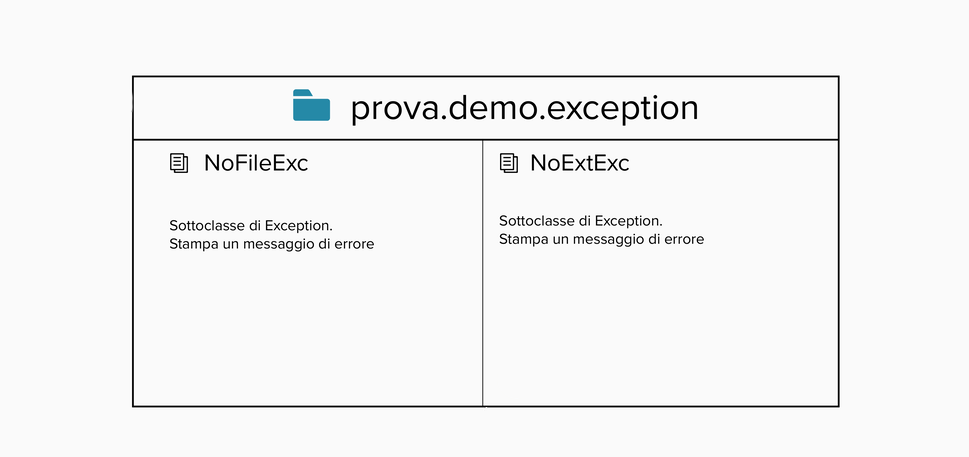 prova.demo.exception
NoFileExc
Sottoclasse di Exception.
Stampa un messaggio di errore
NoExtExc
Sottoclasse di Exception.
Stampa un messaggio di errore